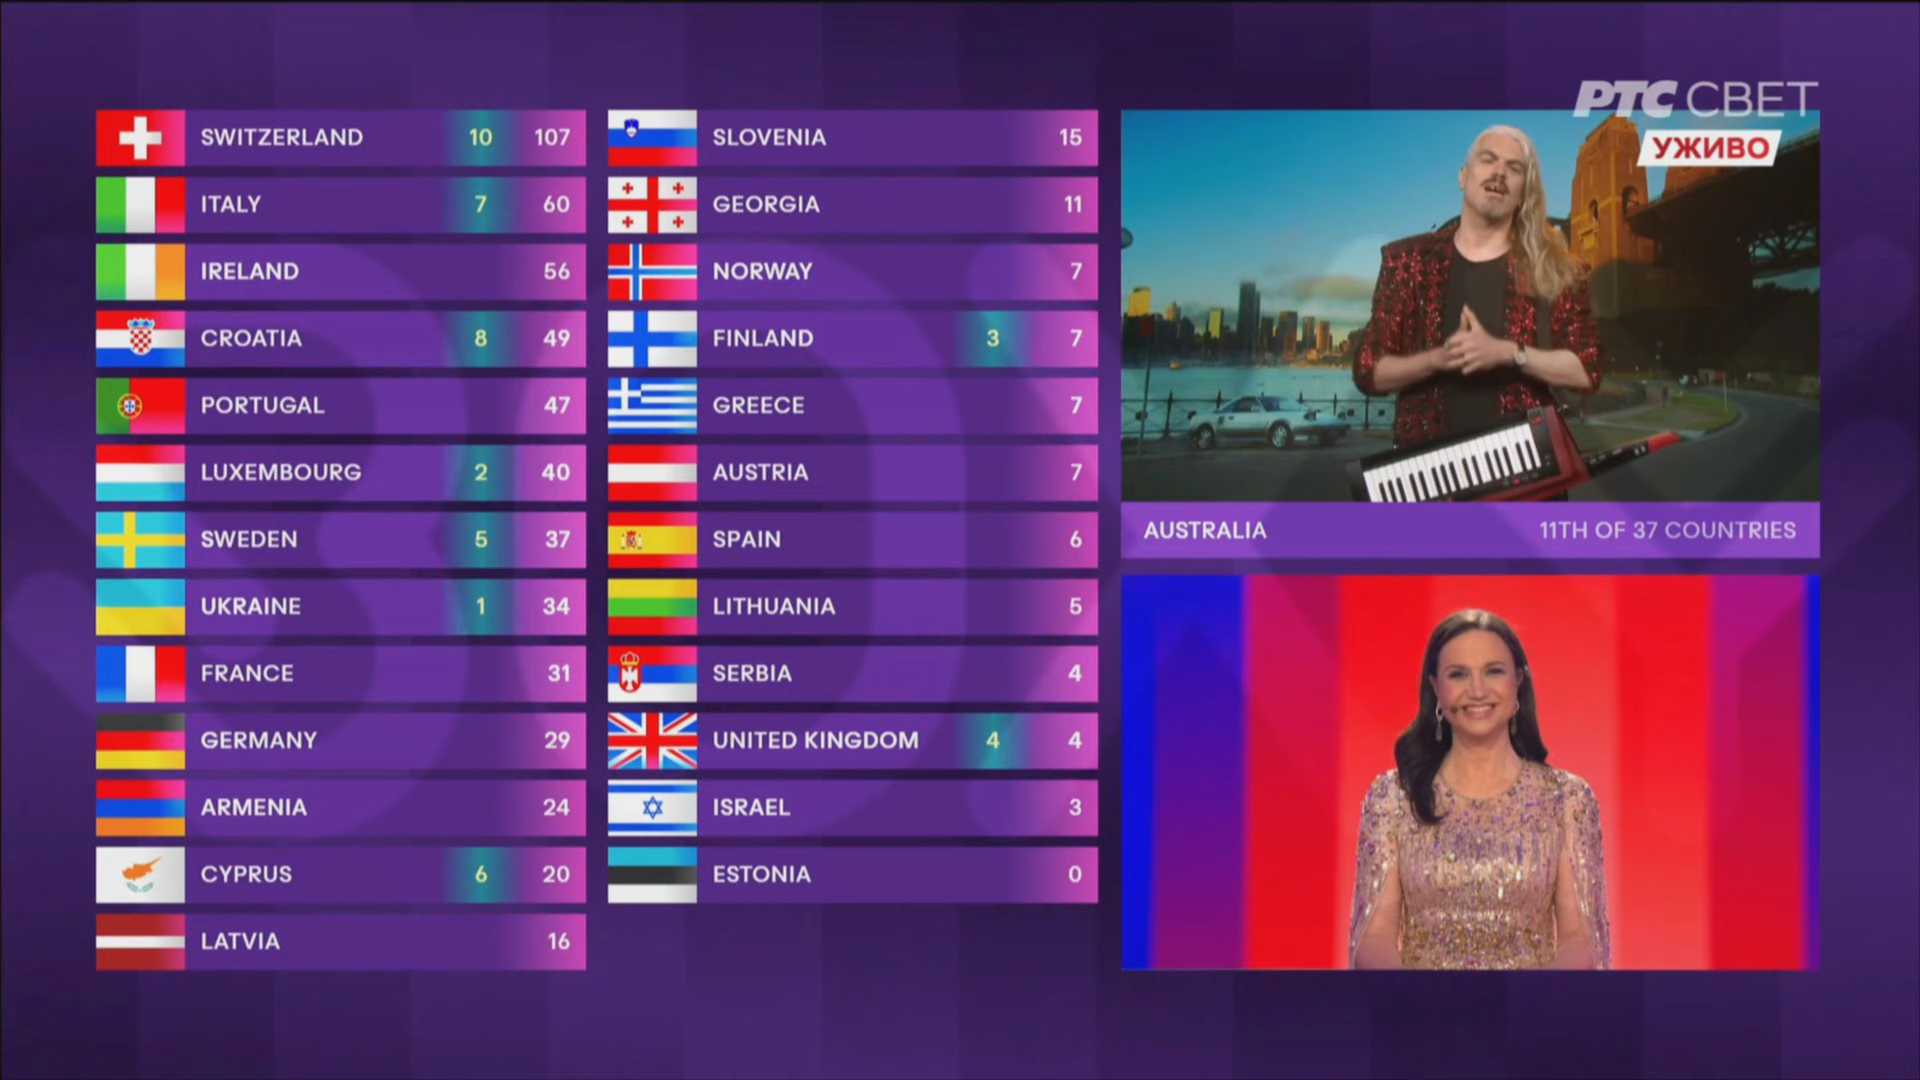 SWITZERLAND 10 107
ITALY 7 60
IRELAND 56
CROATIA 8 49
PORTUGAL 47
LUXEMBOURG 2 40
SWEDEN 5 37
UKRAINE 1 34
FRANCE 31
GERMANY 29
ARMENIA 24
CYPRUS 6 20
LATVIA 16
SLOVENIA 15
GEORGIA 11
NORWAY 7
FINLAND 3 7
GREECE 7
AUSTRIA 7
SPAIN 6
LITHUANIA 5
SERBIA 4
UNITED KINGDOM 4 4
ISRAEL 3
ESTONIA 0
РТС СВЕТ
УЖИВО
AUSTRALIA 11TH OF 37 COUNTRIES